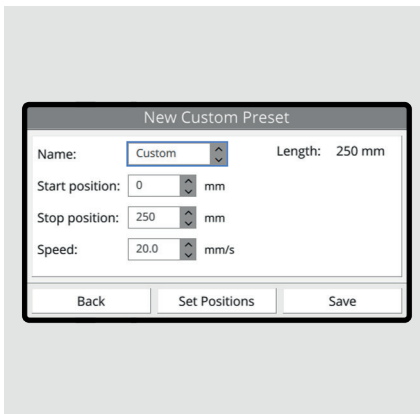 New Custom Preset
Name: Custom Length: 250 mm
Start position: 0 mm
Stop position: 250 mm
Speed: 20.0 mm/s
Back Set Positions Save